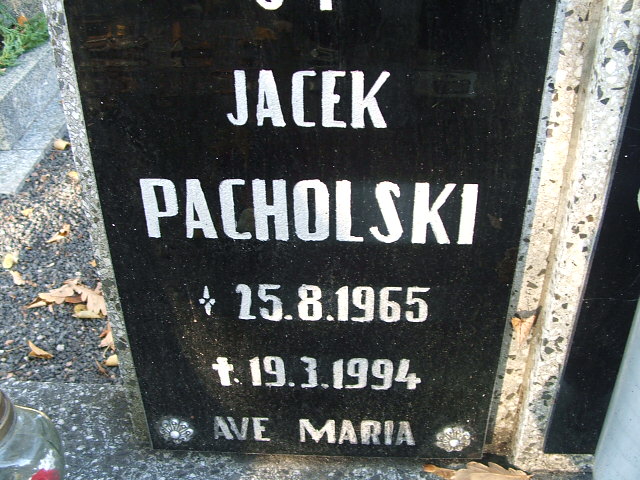 JACEK
PACHOLSKI
25.8.1965
✝.19.3.1994
AVE MARIA